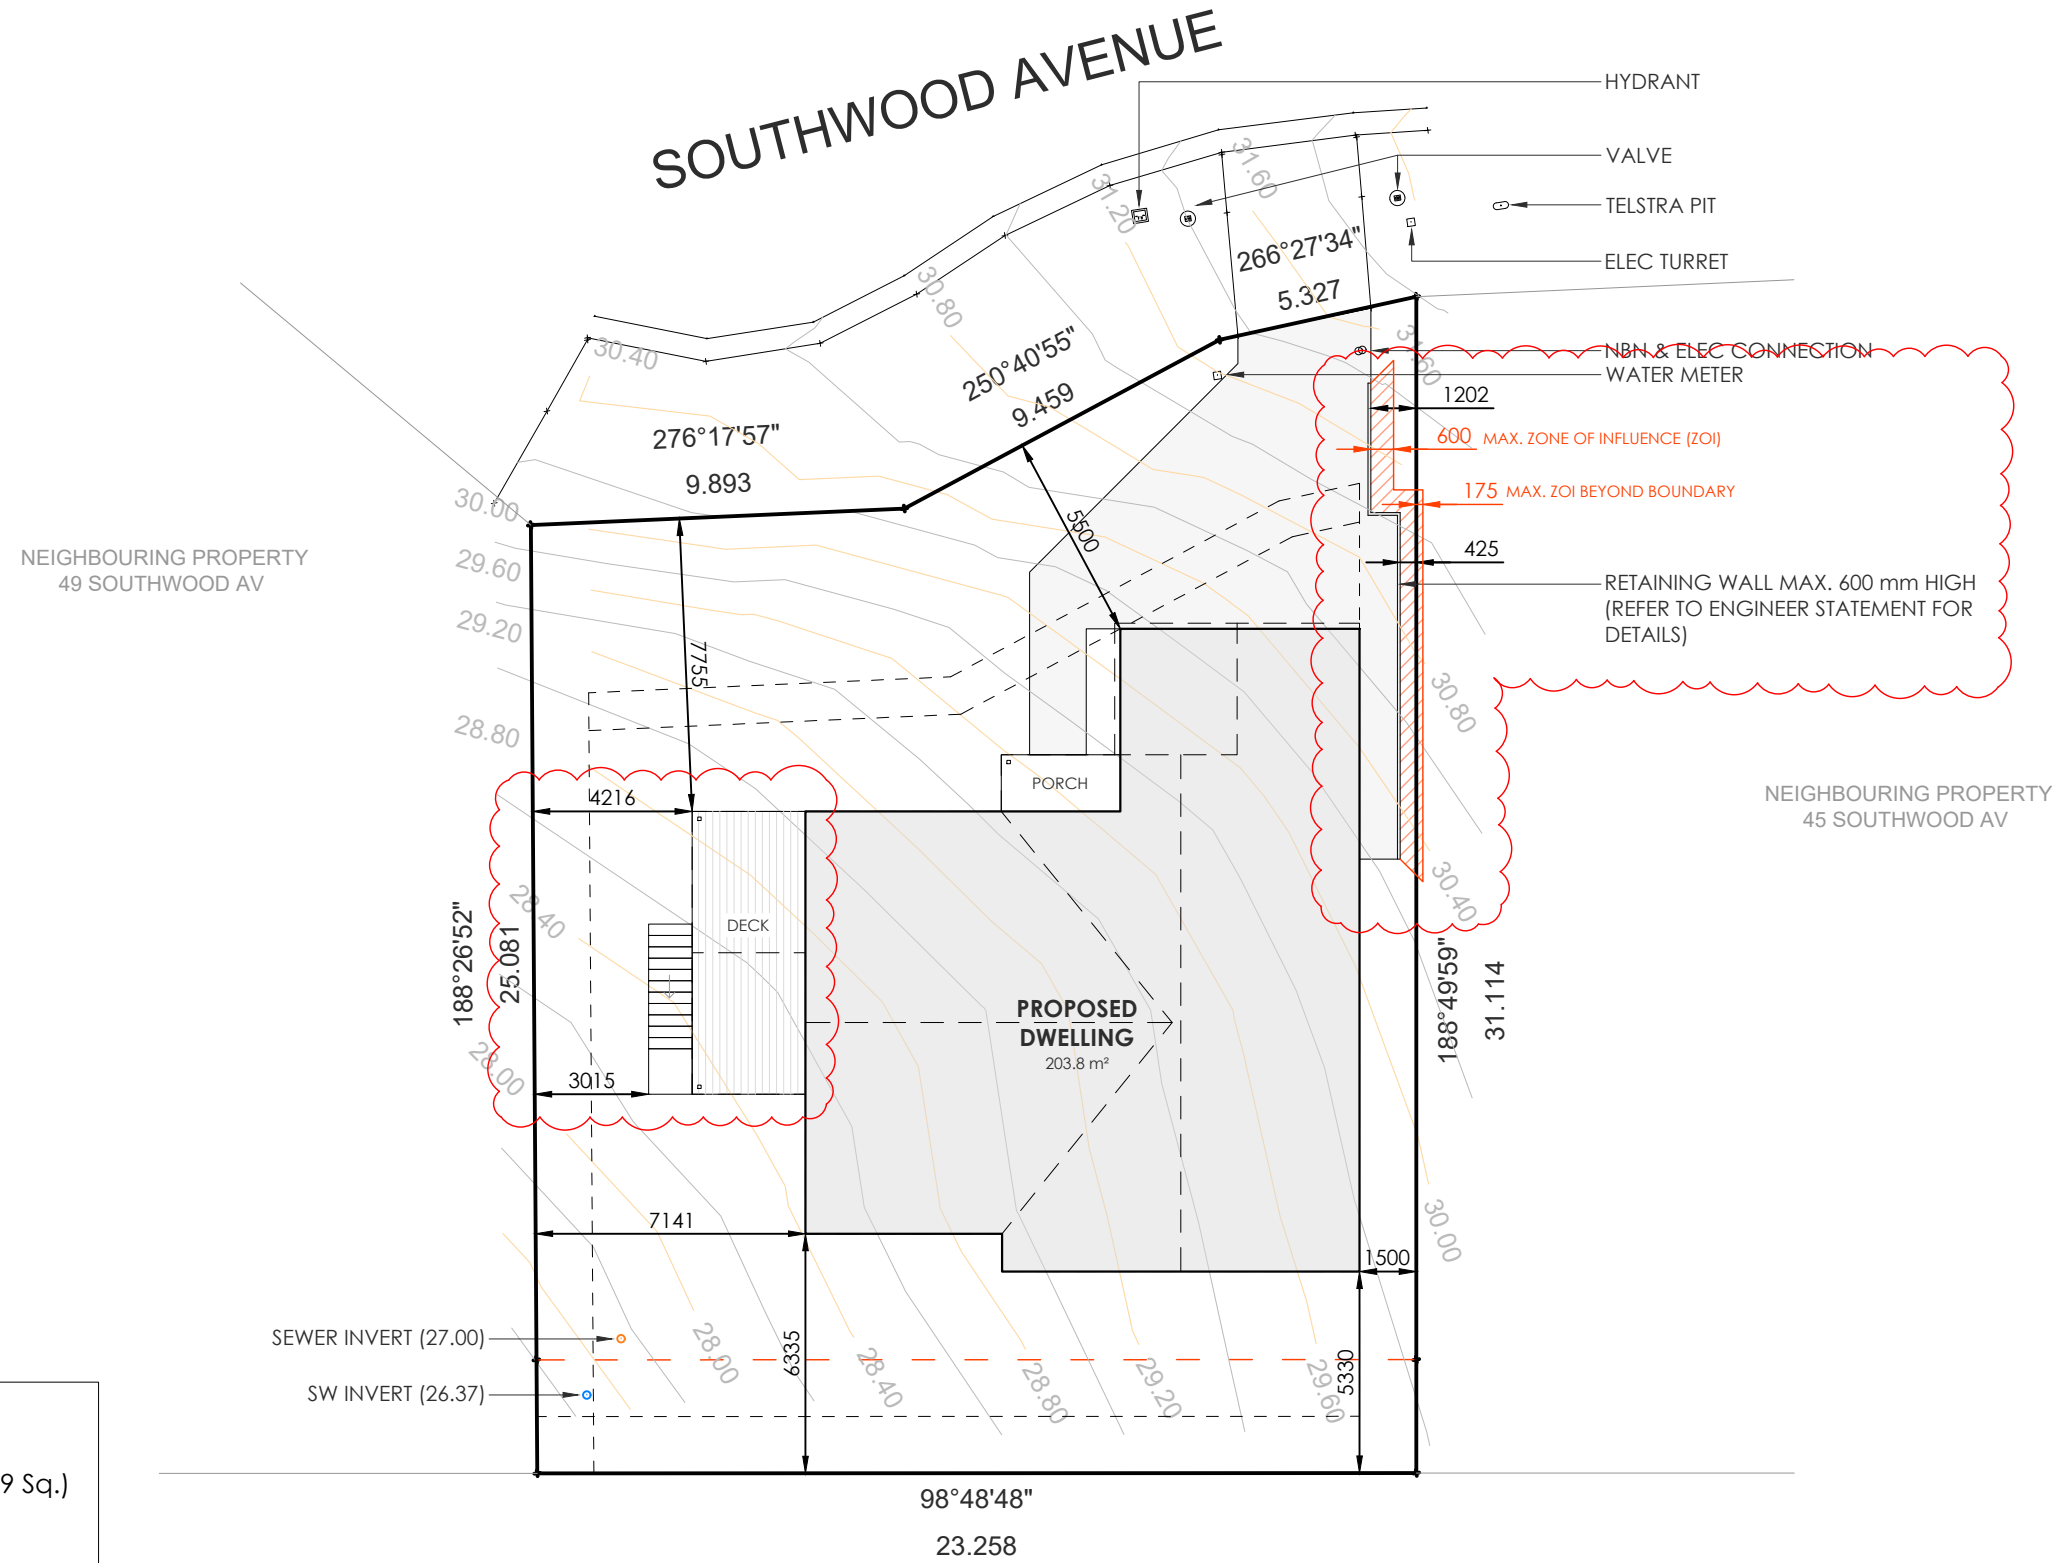 SOUTHWOOD AVENUE
HYDRANT
VALVE
TELSTRA PIT
ELEC TURRET
31.60
31.20
266°27'34"
5.327
30.80
30.40
250°40'55"
9.459
31.60
NBN & ELEC CONNECTION
WATER METER
1202
276°17'57"
9.893
600 MAX. ZONE OF INFLUENCE (ZOI)
175 MAX. ZOI BEYOND BOUNDARY
30.00
5500
425
NEIGHBOURING PROPERTY
49 SOUTHWOOD AV
29.60
29.20
RETAINING WALL MAX. 600 mm HIGH
(REFER TO ENGINEER STATEMENT FOR
DETAILS)
7755
28.80
30.80
PORCH
4216
NEIGHBOURING PROPERTY
45 SOUTHWOOD AV
28.40
DECK
30.40
188°26'52"
25.081
188°49'59"
31.114
PROPOSED
DWELLING
203.8 m²
28.00
3015
7141
30.00
1500
SEWER INVERT (27.00)
SW INVERT (26.37)
6335
5330
28.00
28.40
28.80
29.20
29.60
9 Sq.)
98°48'48"
23.258